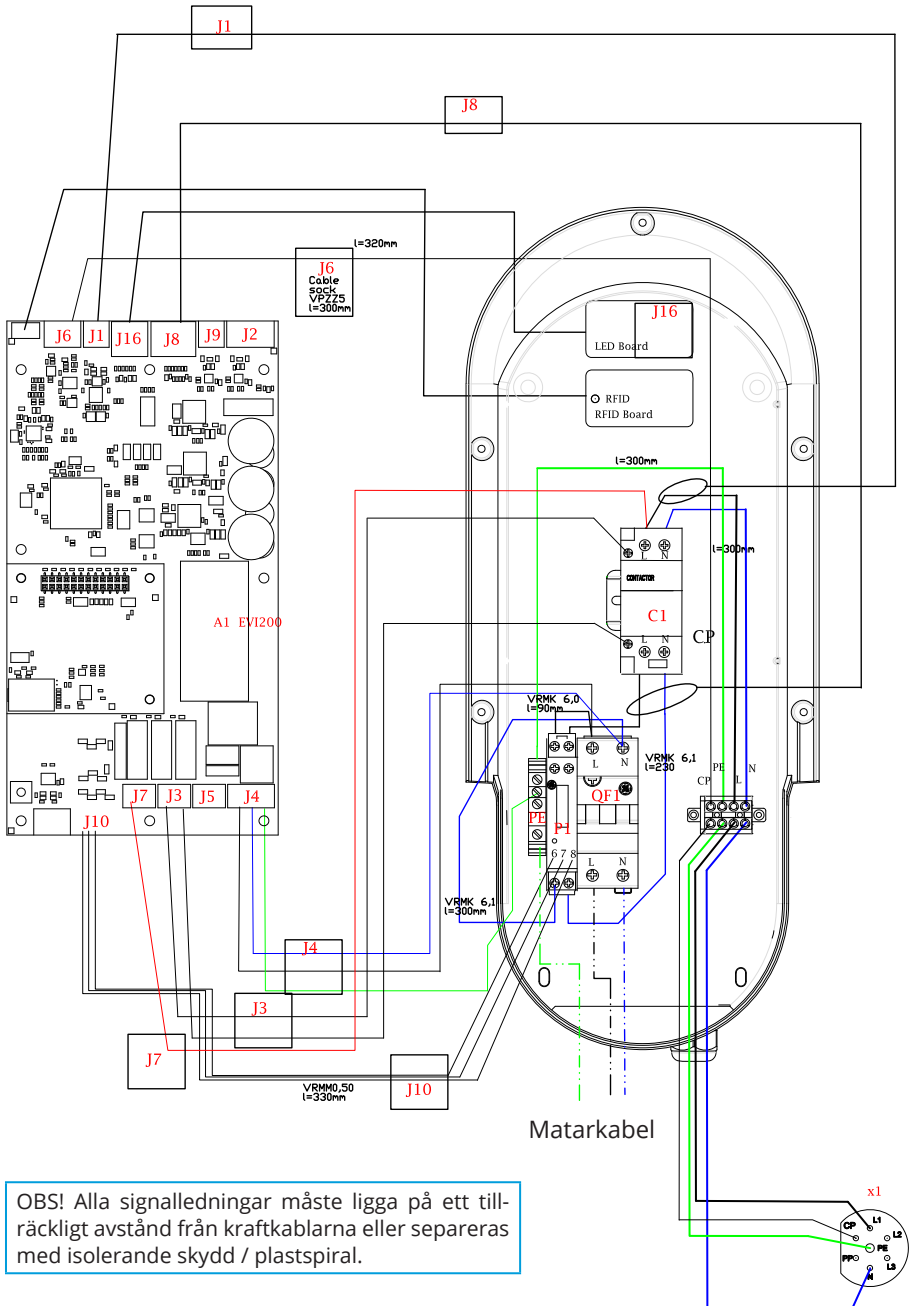 J1
J8
l=320mm
J6
Cable
sock
VPZZ5
l=300mm
J6
J1
J16
J8
J9
J2
J16
LED Board
RFID
RFID Board
l=300mm
L
N
l=300mm
CONTACTOR
A1 EVI200
C1
CP
L
N
VRMK 6,0
l=90mm
L
N
VRMK 6,1
l=230
PE
N
CP
L
J7
J3
J5
J4
QF1
PE
P1
J10
6 7 8
L
N
VRMK 6,1
l=300mm
J4
J3
J7
J10
VRMM0,50
l=330mm
Matarkabel
OBS! Alla signalledningar måste ligga på ett till-
räckligt avstånd från kraftkablarna eller separeras
med isolerande skydd / plastspiral.
x1
L1
CP
L2
PE
PP
L3
N